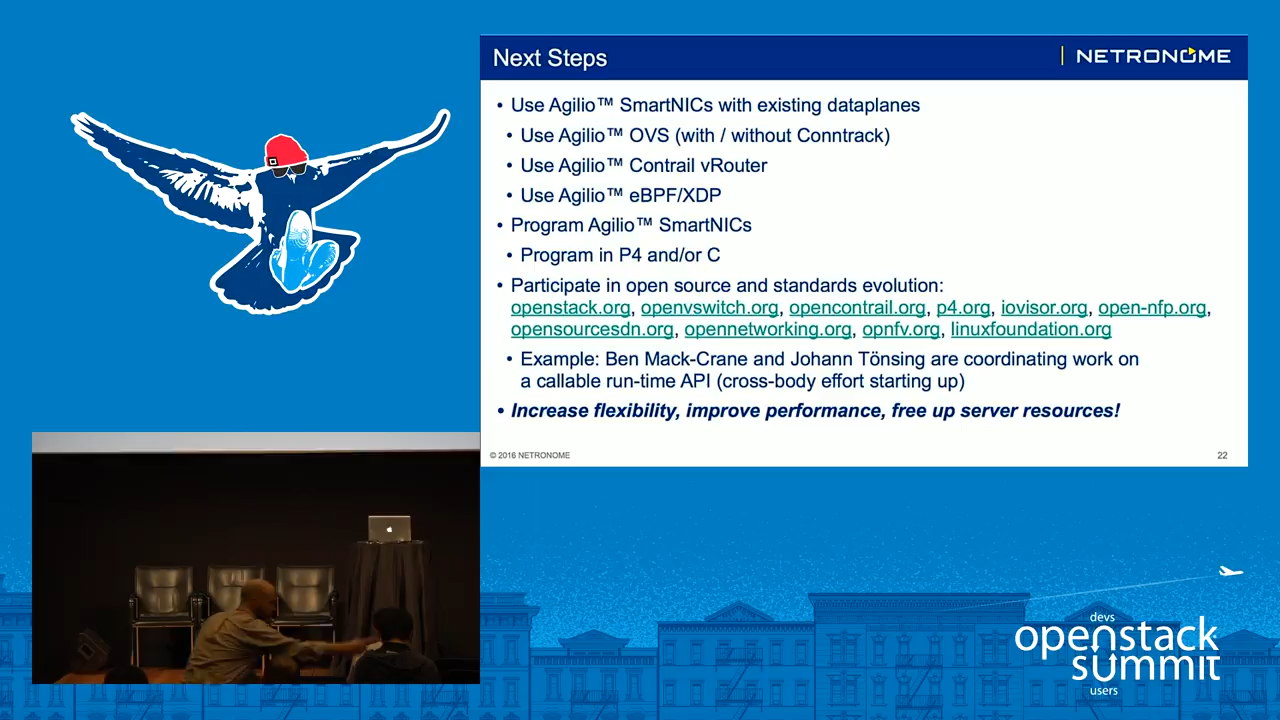 Next Steps
NETRONOME
• Use Agilio™ SmartNICs with existing dataplanes
• Use Agilio™ OVS (with / without Conntrack)
• Use Agilio™ Contrail vRouter
• Use Agilio™ eBPF/XDP
• Program Agilio™ SmartNICs
• Program in P4 and/or C
• Participate in open source and standards evolution:
openstack.org, openvswitch.org, opencontrail.org, p4.org, iovisor.org, open-nfp.org,
opensourcesdn.org, opennetworking.org, opnfv.org, linuxfoundation.org
• Example: Ben Mack-Crane and Johann Tönsing are coordinating work on
a callable run-time API (cross-body effort starting up)
• Increase flexibility, improve performance, free up server resources!
© 2016 NETRONOME
22
devs
openstack
summit
users